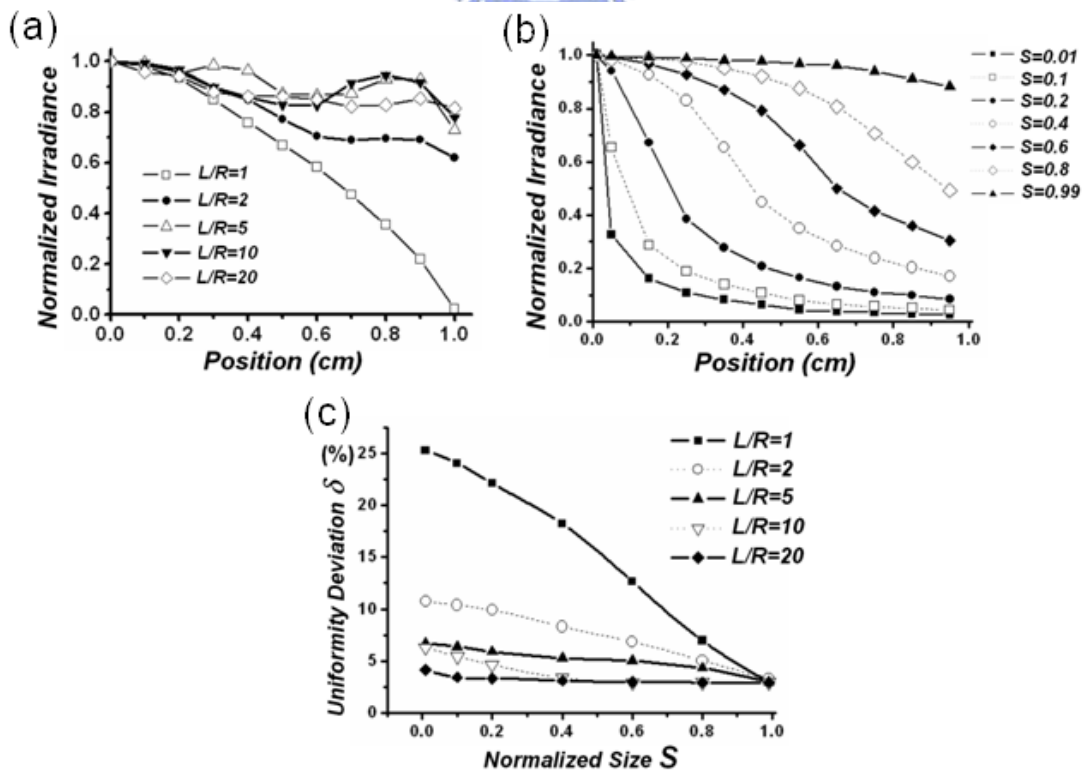 (a)
Normalized Irradiance
1.0
0.8
0.6
0.4
0.2
0.0
L/R=1
L/R=2
L/R=5
L/R=10
L/R=20
0.0 0.2 0.4 0.6 0.8 1.0
Position (cm)
(b)
Normalized Irradiance
1.0
0.8
0.6
0.4
0.2
0.0
S=0.01
S=0.1
S=0.2
S=0.4
S=0.6
S=0.8
S=0.99
0.0 0.2 0.4 0.6 0.8 1.0
Position (cm)
(c)
Uniformity Deviation δ
(%)
25
20
15
10
5
0
L/R=1
L/R=2
L/R=5
L/R=10
L/R=20
0.0 0.2 0.4 0.6 0.8 1.0
Normalized Size S